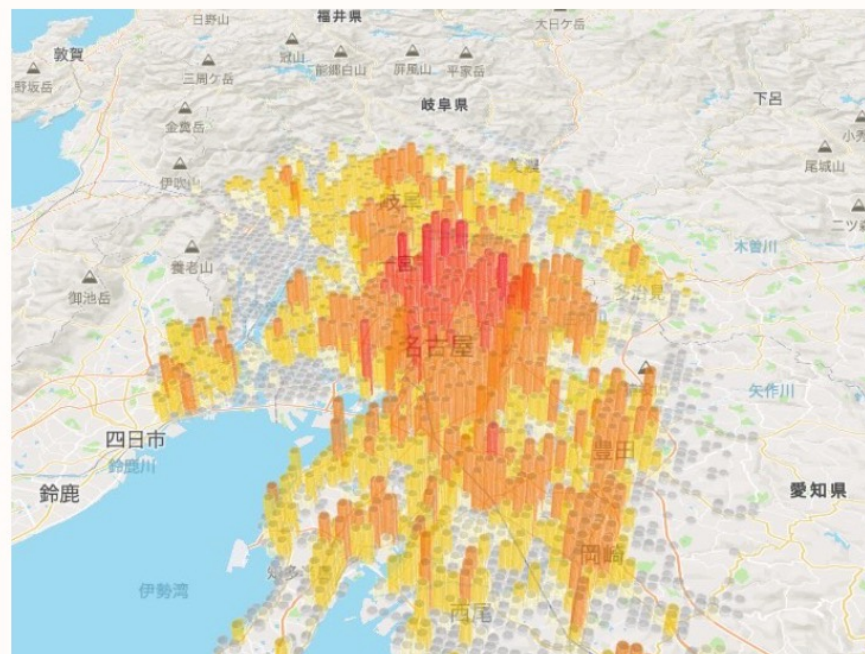 日野山
福井県
大日ケ岳
敦賀
冠山
能郷白山
屏風山
平家岳
野坂岳
三周ケ岳
岐阜県
下呂
金糞岳
伊吹山
尾城山
岐阜
養老山
木曽川
一宮
御池岳
多治見
名古屋
矢作川
四日市
豊田
鈴鹿川
鈴鹿
愛知県
岡崎
知多
伊勢湾
西尾